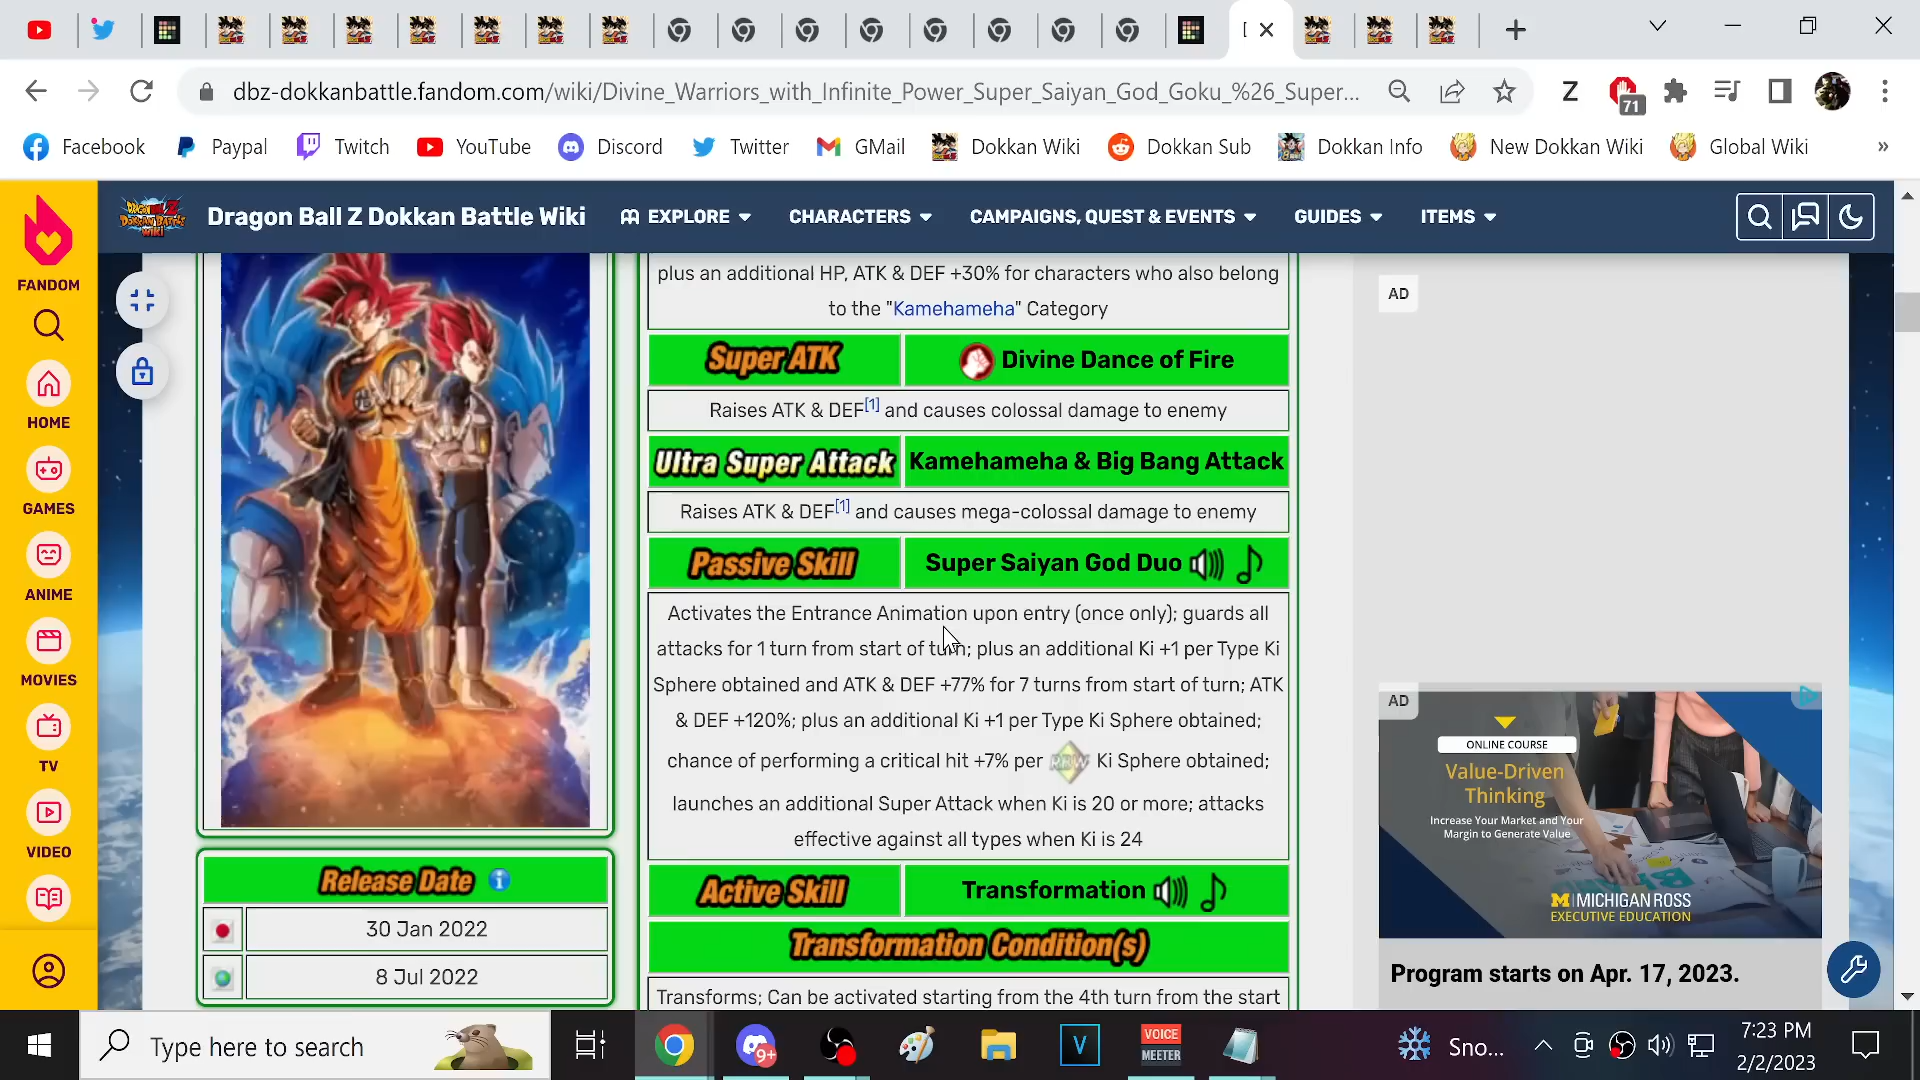 [
dbz-dokkanbattle.fandom.com/wiki/Divine_Warriors_with_Infinite_Power_Super_Saiyan_God_Goku_%26_Super...
Z
71
Facebook Paypal Twitch YouTube Discord Twitter GMail Dokkan Wiki Dokkan Sub Dokkan Info New Dokkan Wiki Global Wiki »
Dragon Ball Z Dokkan Battle Wiki EXPLORE CHARACTERS CAMPAIGNS, QUEST & EVENTS GUIDES ITEMS
FANDOM
HOME
GAMES
ANIME
MOVIES
TV
VIDEO
plus an additional HP, ATK & DEF +30% for characters who also belong
to the "Kamehameha" Category
Super ATK Divine Dance of Fire
Raises ATK & DEF[1] and causes colossal damage to enemy
Ultra Super Attack Kamehameha & Big Bang Attack
Raises ATK & DEF[1] and causes mega-colossal damage to enemy
Passive Skill Super Saiyan God Duo
Activates the Entrance Animation upon entry (once only); guards all
attacks for 1 turn from start of turn; plus an additional Ki +1 per Type Ki
Sphere obtained and ATK & DEF +77% for 7 turns from start of turn; ATK
& DEF +120%; plus an additional Ki +1 per Type Ki Sphere obtained;
chance of performing a critical hit +7% per RBW Ki Sphere obtained;
launches an additional Super Attack when Ki is 20 or more; attacks
effective against all types when Ki is 24
Active Skill Transformation
Transformation Condition(s)
Transforms; Can be activated starting from the 4th turn from the start
Release Date
30 Jan 2022
8 Jul 2022
AD
AD
ONLINE COURSE
Value-Driven
Thinking
Increase Your Market and Your
Margin to Generate Value
M MICHIGAN ROSS
EXECUTIVE EDUCATION
Program starts on Apr. 17, 2023.
Type here to search
9+
V
VOICE
MEETER
Sno...
7:23 PM
2/2/2023